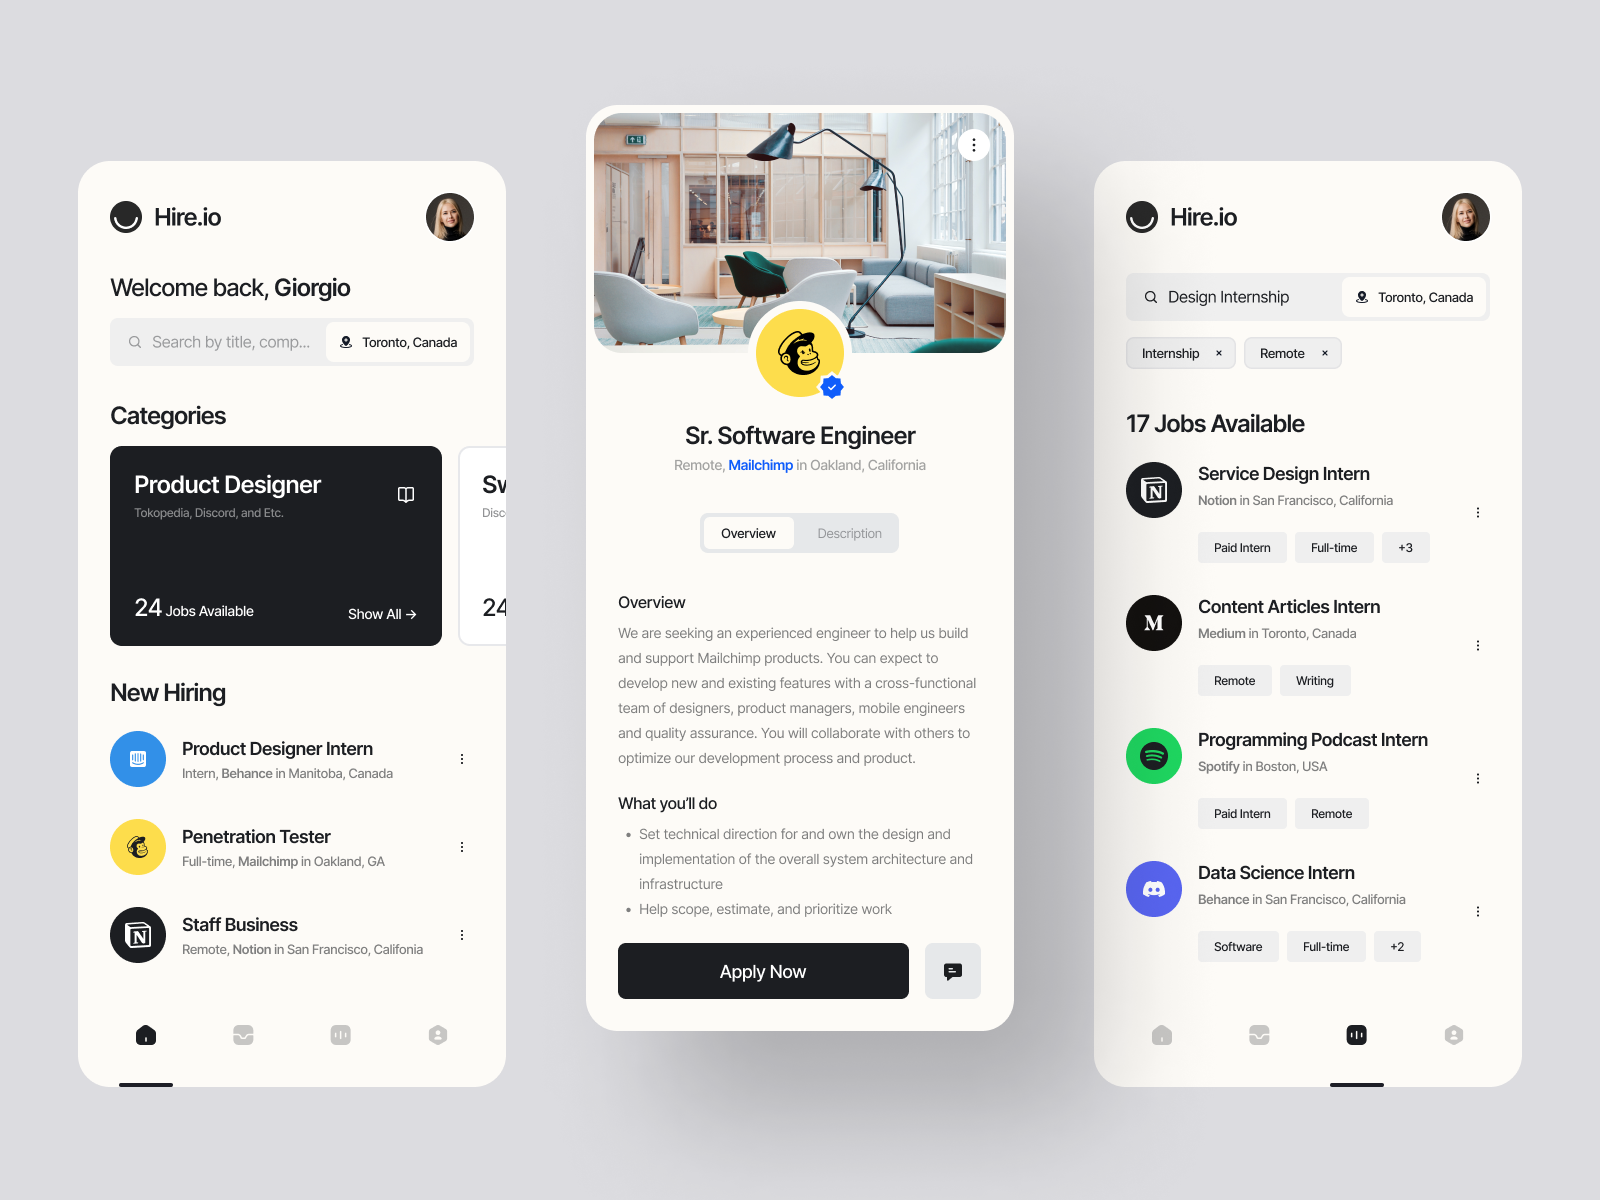 Hire.io
Welcome back, Giorgio
Search by title, comp...
Toronto, Canada
Categories
Product Designer
Tokopedia, Discord, and Etc.
24 Jobs Available
Show All →
Sw
Disc
24
New Hiring
Product Designer Intern
Intern, Behance in Manitoba, Canada
Penetration Tester
Full-time, Mailchimp in Oakland, GA
Staff Business
Remote, Notion in San Francisco, Califonia
Sr. Software Engineer
Remote, Mailchimp in Oakland, California
Overview
Description
Overview
We are seeking an experienced engineer to help us build
and support Mailchimp products. You can expect to
develop new and existing features with a cross-functional
team of designers, product managers, mobile engineers
and quality assurance. You will collaborate with others to
optimize our development process and product.
What you'll do
• Set technical direction for and own the design and
implementation of the overall system architecture and
infrastructure
• Help scope, estimate, and prioritize work
Apply Now
Hire.io
Design Internship
Toronto, Canada
Internship ×
Remote ×
17 Jobs Available
N
Service Design Intern
Notion in San Francisco, California
Paid Intern
Full-time
+3
M
Content Articles Intern
Medium in Toronto, Canada
Remote
Writing
Programming Podcast Intern
Spotify in Boston, USA
Paid Intern
Remote
Data Science Intern
Behance in San Francisco, California
Software
Full-time
+2